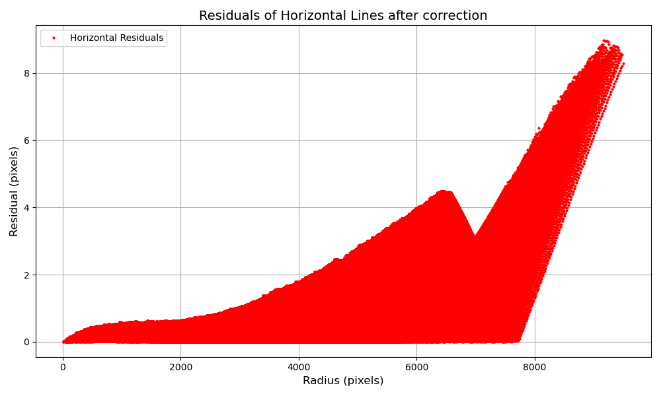 Residuals of Horizontal Lines after correction
Horizontal Residuals
Residual (pixels)
8
6
4
2
0
0 2000 4000 6000 8000
Radius (pixels)